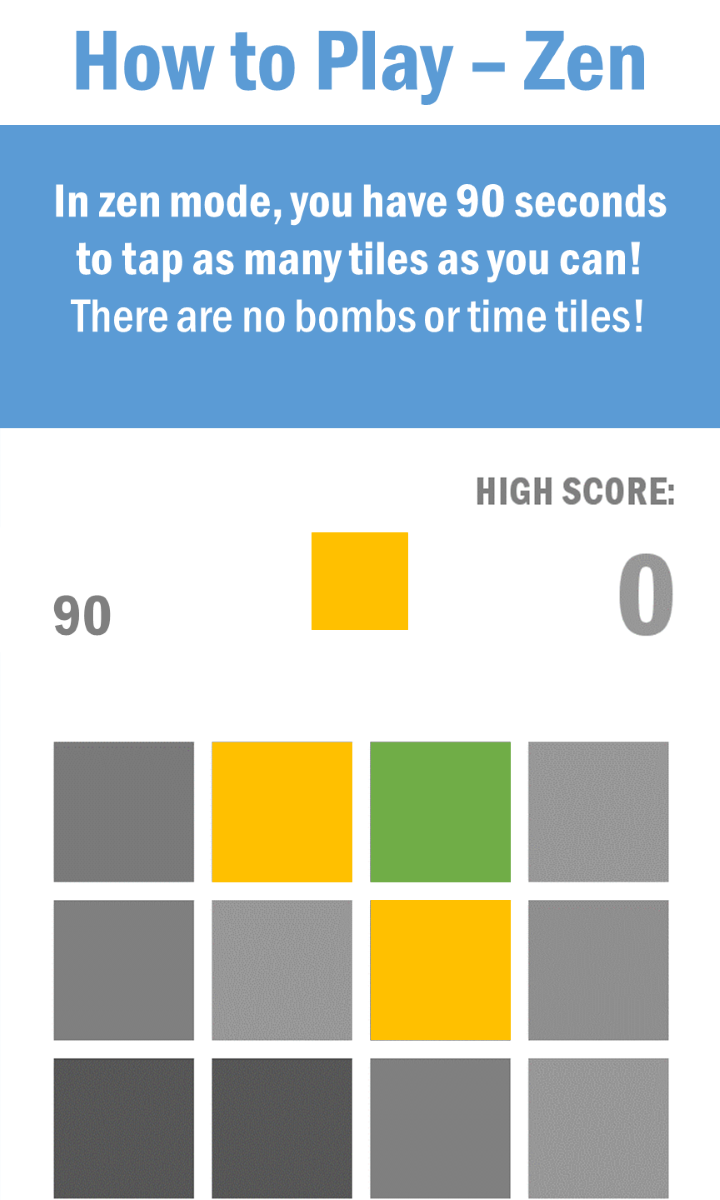 How to Play – Zen
In zen mode, you have 90 seconds
to tap as many tiles as you can!
There are no bombs or time tiles!
HIGH SCORE:
90
0